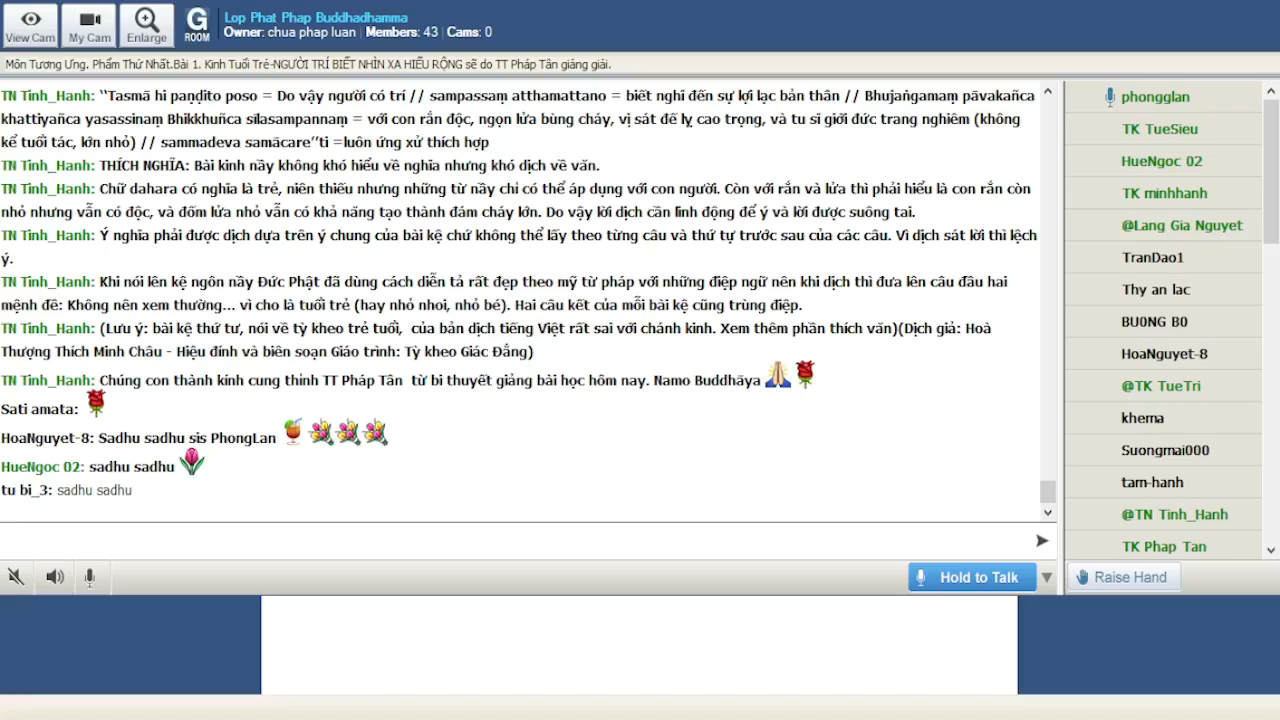 View Cam
My Cam
Enlarge
G
ROOM
Lop Phat Phap Buddhadhamma
Owner: chua phap luan | Members: 43 | Cams: 0
Môn Tương Ưng. Phẩm Thứ Nhất.Bài 1. Kinh Tuổi Trẻ-NGƯỜI TRÍ BIẾT NHÌN XA HIỂU RỘNG sẽ do TT Pháp Tân giảng giải.
TN Tinh_Hanh: “Tasmā hi paṇḍito poso = Do vậy người có trí // sampassaṃ atthamattano = biết nghĩ đến sự lợi lạc bản thân // Bhujaṅgamaṃ pāvakañca
khattiyañca yasassinaṃ Bhikkhuñca sīlasampannaṃ = với con rắn độc, ngọn lửa bùng cháy, vị sát đế lỵ cao trọng, và tu sĩ giới đức trang nghiêm (không
kể tuổi tác, lớn nhỏ) // sammadeva samācare”ti =luôn ứng xử thích hợp
TN Tinh_Hanh: THÍCH NGHĨA: Bài kinh nầy không khó hiểu về nghĩa nhưng khó dịch về văn.
TN Tinh_Hanh: Chữ dahara có nghĩa là trẻ, niên thiếu nhưng những từ nầy chỉ có thể áp dụng với con người. Còn với rắn và lửa thì phải hiểu là con rắn còn
nhỏ nhưng vẫn có độc, và đốm lửa nhỏ vẫn có khả năng tạo thành đám cháy lớn. Do vậy lời dịch cần linh động để ý và lời được suông tai.
TN Tinh_Hanh: Ý nghĩa phải được dịch dựa trên ý chung của bài kệ chứ không thể lấy theo từng câu và thứ tự trước sau của các câu. Vì dịch sát lời thì lệch
ý.
TN Tinh_Hanh: Khi nói lên kệ ngôn nầy Đức Phật đã dùng cách diễn tả rất đẹp theo mỹ từ pháp với những điệp ngữ nên khi dịch thì đưa lên câu đầu hai
mệnh đề: Không nên xem thường... vì cho là tuổi trẻ (hay nhỏ nhoi, nhỏ bé). Hai câu kết của mỗi bài kệ cũng trùng điệp.
TN Tinh_Hanh: (Lưu ý: bài kệ thứ tư, nói về tỳ kheo trẻ tuổi, của bản dịch tiếng Việt rất sai với chánh kinh. Xem thêm phần thích văn)(Dịch giả: Hoà
Thượng Thích Minh Châu - Hiệu đính và biên soạn Giáo trình: Tỳ kheo Giác Đẳng)
TN Tinh_Hanh: Chúng con thành kính cung thỉnh TT Pháp Tân từ bi thuyết giảng bài học hôm nay. Namo Buddhāya
Sati amata:
HoaNguyet-8: Sadhu sadhu sis PhongLan
HueNgoc 02: sadhu sadhu
tu bi_3: sadhu sadhu
Hold to Talk
phongglan
TK TueSieu
HueNgoc 02
TK minhhanh
@Lang Gia Nguyet
TranDao1
Thy an lac
BU0NG B0
HoaNguyet-8
@TK TueTri
khema
Suongmai000
tam-hanh
@TN Tinh_Hanh
TK Phap Tan
Raise Hand